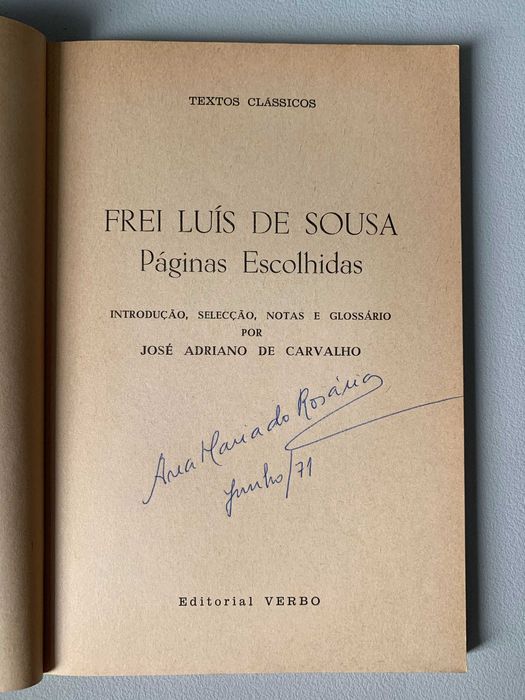 TEXTOS CLÁSSICOS
FREI LUÍS DE SOUSA
Páginas Escolhidas
INTRODUÇÃO, SELECÇÃO, NOTAS E GLOSSÁRIO
POR
JOSÉ ADRIANO DE CARVALHO
Ana Maria do Rosário
Junho/71
Editorial VERBO